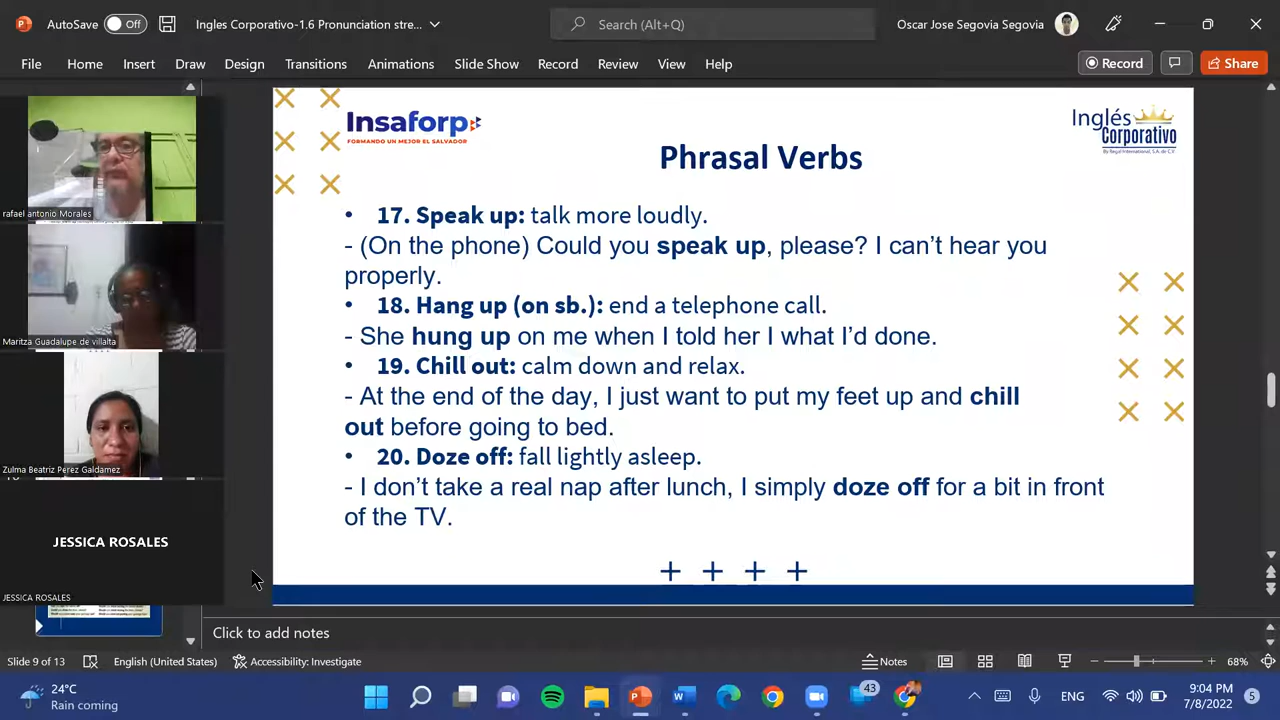 AutoSave Off Ingles Corporativo-1.6 Pronunciation stre... Search (Alt+Q) Oscar Jose Segovia Segovia
File Home Insert Draw Design Transitions Animations Slide Show Record Review View Help Record Share
rafael antonio Morales
Maritza Guadalupe de villalta
Zulma Beatriz Perez Galdamez
JESSICA ROSALES
JESSICA ROSALES
Insaforp
FORMANDO UN MEJOR EL SALVADOR
Inglés
Corporativo
By Regal International, S.A. de C.V.
Phrasal Verbs
• 17. Speak up: talk more loudly.
- (On the phone) Could you speak up, please? I can't hear you
properly.
• 18. Hang up (on sb.): end a telephone call.
- She hung up on me when I told her I what I'd done.
• 19. Chill out: calm down and relax.
- At the end of the day, I just want to put my feet up and chill
out before going to bed.
• 20. Doze off: fall lightly asleep.
- I don't take a real nap after lunch, I simply doze off for a bit in front
of the TV.
Click to add notes
Slide 9 of 13 English (United States) Accessibility: Investigate Notes 68%
24°C
Rain coming
43
ENG
9:04 PM
7/8/2022
5